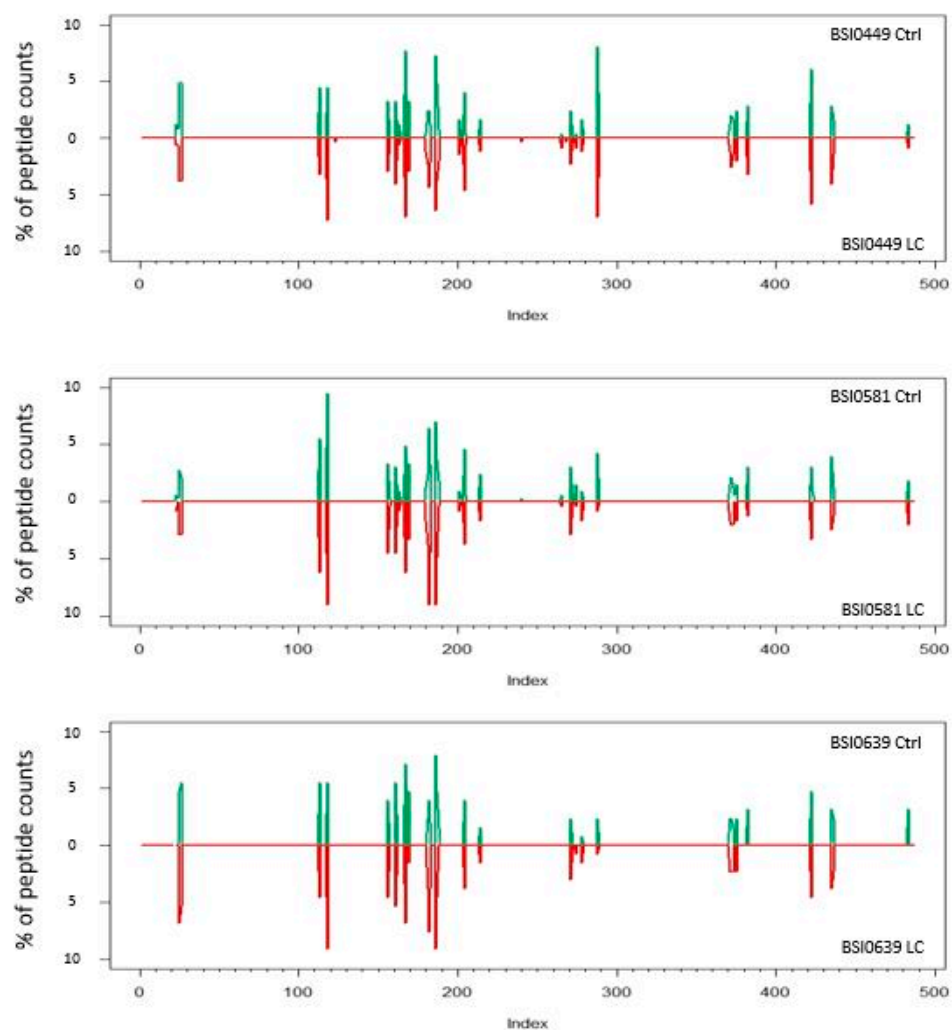 10
BSI0449 Ctrl
5
0
5
10
BSI0449 LC
% of peptide counts
0 100 200 300 400 500
Index
10
BSI0581 Ctrl
5
0
5
10
BSI0581 LC
% of peptide counts
0 100 200 300 400 500
Index
10
BSI0639 Ctrl
5
0
5
10
BSI0639 LC
% of peptide counts
0 100 200 300 400 500
Index